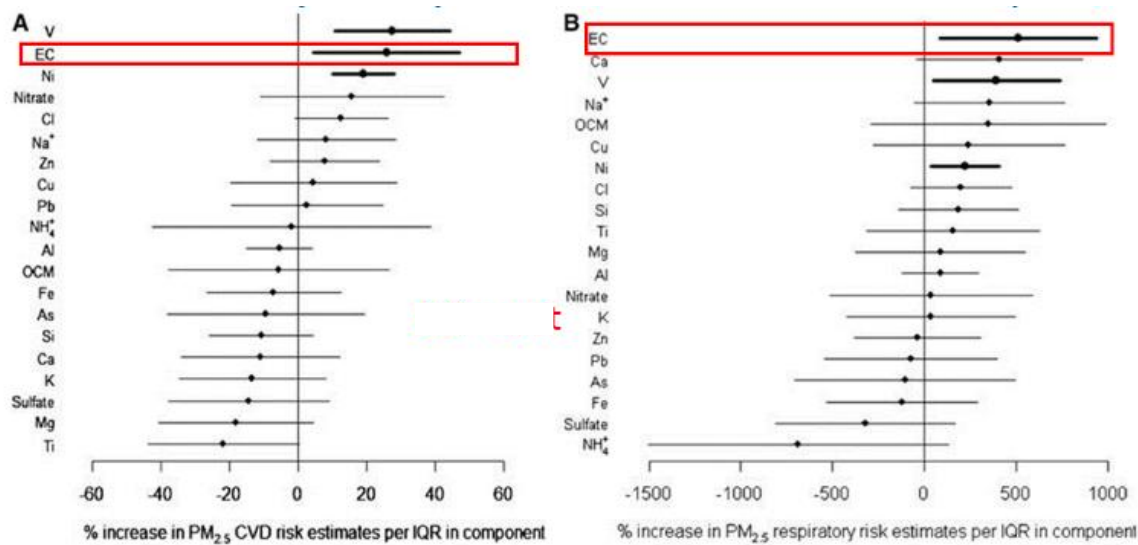 A
V
EC
Ni
Nitrate
Cl
Na⁺
Zn
Cu
Pb
NH₄⁺
Al
OCM
Fe
As
Si
Ca
K
Sulfate
Mg
Ti
-60 -40 -20 0 20 40 60
% increase in PM₂.₅ CVD risk estimates per IQR in component
t
B
EC
Ca
V
Na⁺
OCM
Cu
Ni
Cl
Si
Ti
Mg
Al
Nitrate
K
Zn
Pb
As
Fe
Sulfate
NH₄⁺
-1500 -1000 -500 0 500 1000
% increase in PM₂.₅ respiratory risk estimates per IQR in component